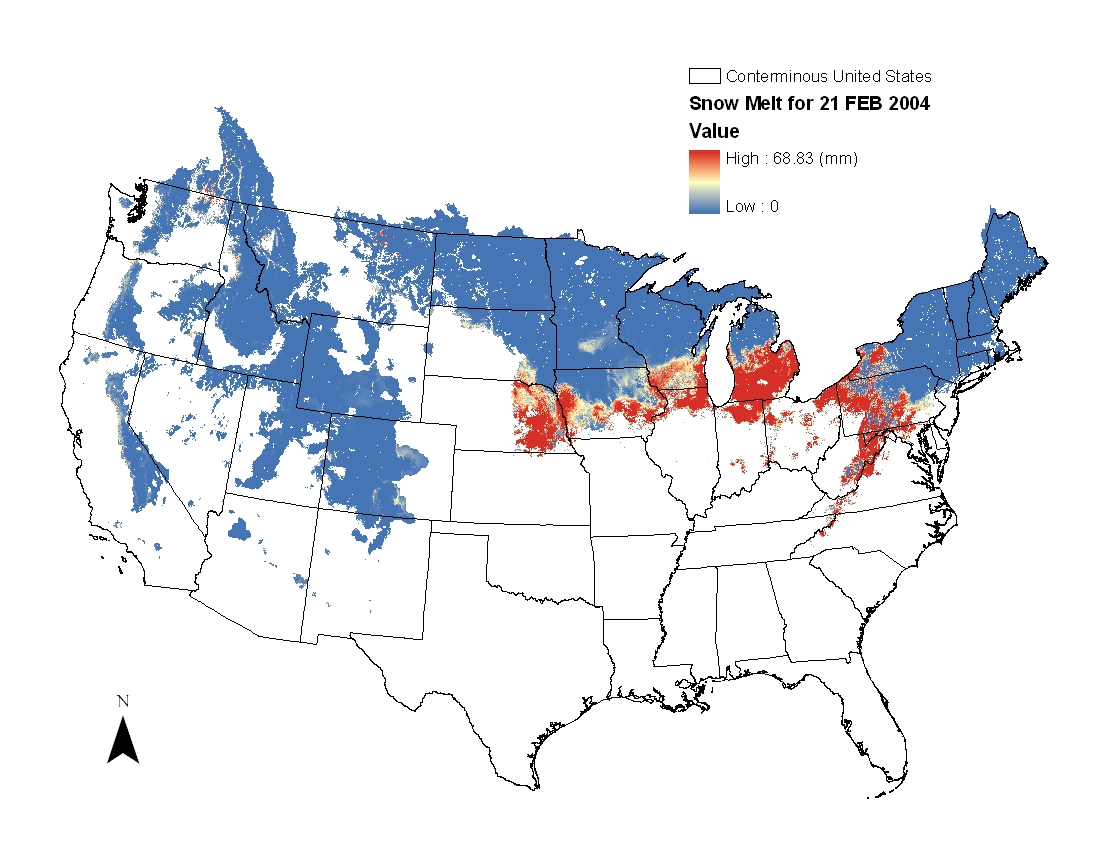 Conterminous United States
Snow Melt for 21 FEB 2004
Value
High : 68.83 (mm)
Low : 0
N